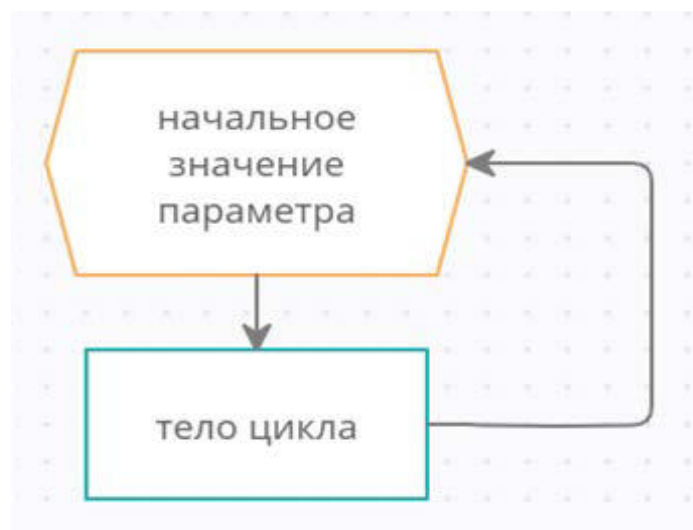 начальное
значение
параметра
тело цикла